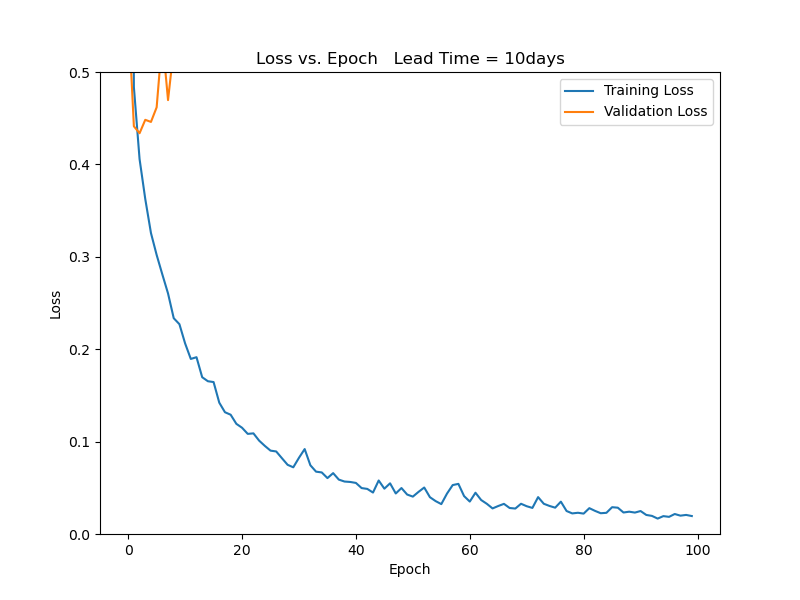 Loss vs. Epoch   Lead Time = 10days
Training Loss
Validation Loss
0.5
0.4
0.3
0.2
0.1
0.0
Loss
0 20 40 60 80 100
Epoch